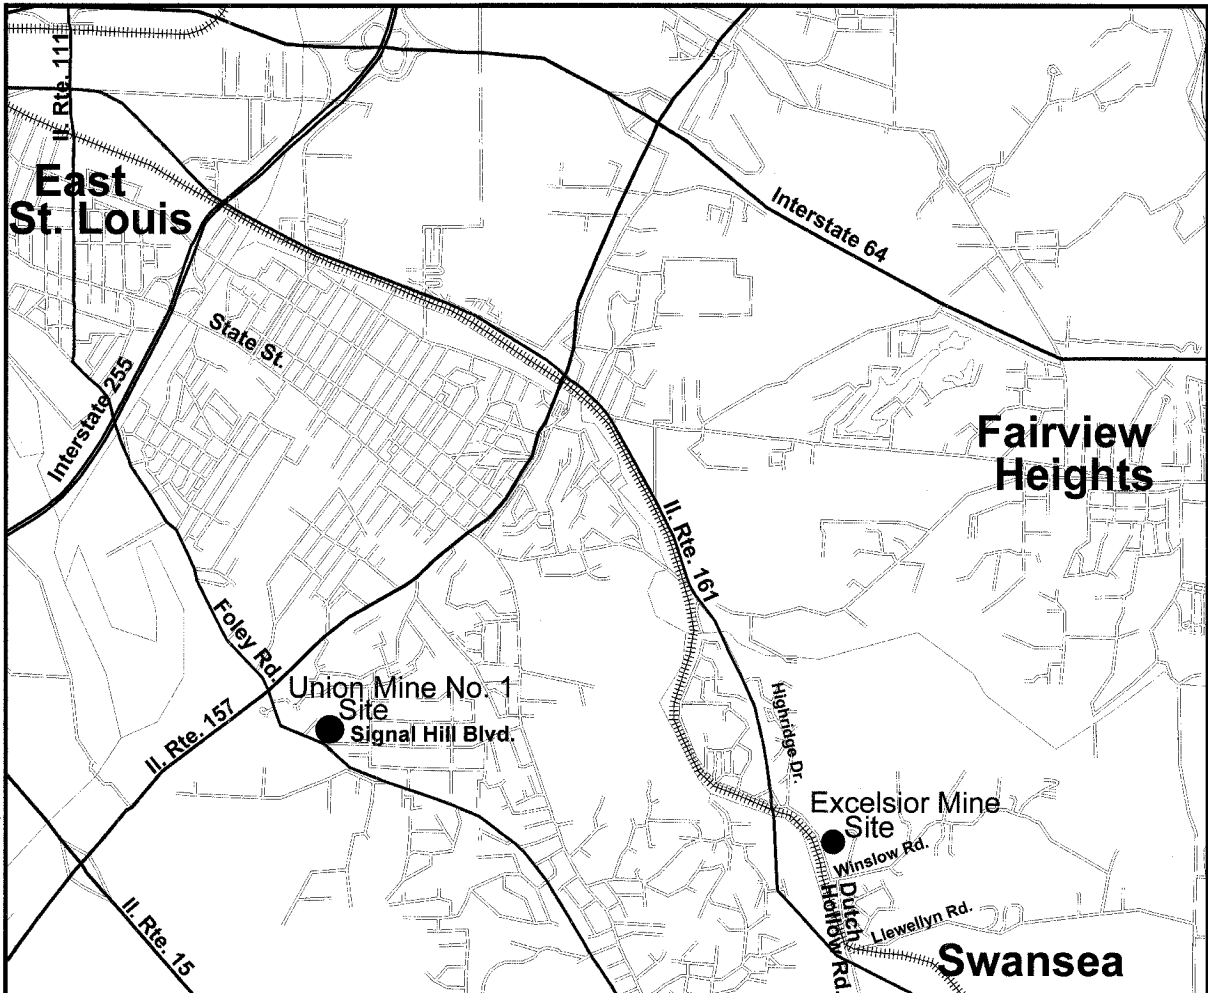 Il. Rte. 111
East
St. Louis
Interstate 64
State St.
Interstate 255
Fairview
Heights
Il. Rte. 161
Foley Rd.
Union Mine No. 1
Site
Signal Hill Blvd.
Il. Rte. 157
Highridge Dr.
Excelsior Mine
Site
Winslow Rd.
Dutch
Hollow Rd.
Llewellyn Rd.
Il. Rte. 15
Swansea